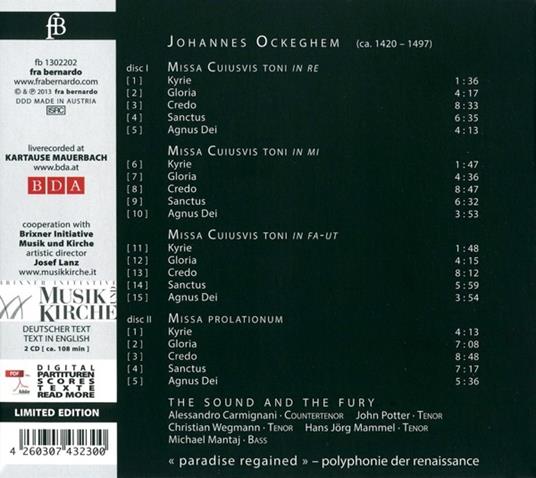 fB
fb 1302202
fra bernardo
www.frabernardo.com
© & ℗ 2013 fra bernardo
DDD MADE IN AUSTRIA
ISRC
liverecorded at
KARTAUSE MAUERBACH
www.bda.at
BDA
cooperation with
Brixner Initiative
Musik und Kirche
artistic director
Josef Lanz
www.musikkirche.it
BRIXNER INITIATIVE
MUSIK UND
KIRCHE
DEUTSCHER TEXT
TEXT IN ENGLISH
2 CD [ca. 108 min]
PDF
Adobe
DIGITAL
PARTITUREN
SCORES
TEXTE
READ MORE
LIMITED EDITION
4 260307 432300
JOHANNES OCKEGHEM (ca. 1420 – 1497)
disc I MISSA CUIUSVIS TONI IN RE
[1] Kyrie 1:36
[2] Gloria 4:17
[3] Credo 8:33
[4] Sanctus 6:35
[5] Agnus Dei 4:13
MISSA CUIUSVIS TONI IN MI
[6] Kyrie 1:47
[7] Gloria 4:36
[8] Credo 8:47
[9] Sanctus 6:32
[10] Agnus Dei 3:53
MISSA CUIUSVIS TONI IN FA-UT
[11] Kyrie 1:48
[12] Gloria 4:15
[13] Credo 8:12
[14] Sanctus 5:59
[15] Agnus Dei 3:54
disc II MISSA PROLATIONUM
[1] Kyrie 4:13
[2] Gloria 7:08
[3] Credo 8:48
[4] Sanctus 7:17
[5] Agnus Dei 5:36
THE SOUND AND THE FURY
Alessandro Carmignani · COUNTERTENOR John Potter · TENOR
Christian Wegmann · TENOR Hans Jörg Mammel · TENOR
Michael Mantaj · BASS
« paradise regained » – polyphonie der renaissance